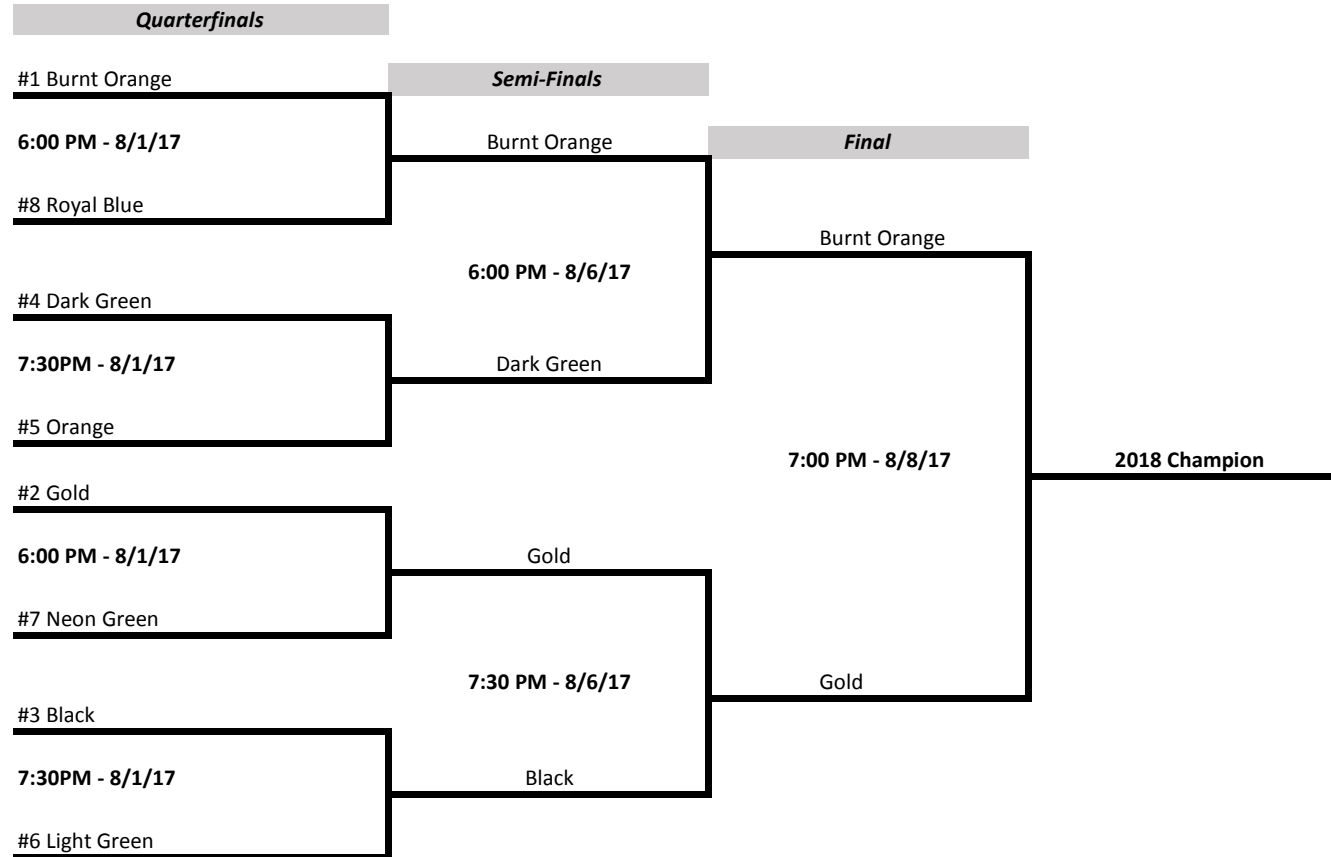 Quarterfinals
#1 Burnt Orange
Semi-Finals
6:00 PM - 8/1/17
Burnt Orange
Final
#8 Royal Blue
Burnt Orange
6:00 PM - 8/6/17
#4 Dark Green
7:30PM - 8/1/17
Dark Green
#5 Orange
7:00 PM - 8/8/17
2018 Champion
#2 Gold
6:00 PM - 8/1/17
Gold
#7 Neon Green
7:30 PM - 8/6/17
Gold
#3 Black
7:30PM - 8/1/17
Black
#6 Light Green